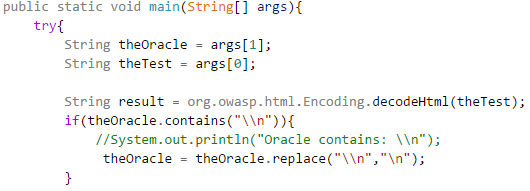 public static void main(String[] args){
try{
String theOracle = args[1];
String theTest = args[0];
String result = org.owasp.html.Encoding.decodeHtml(theTest);
if(theOracle.contains("\\n")){
//System.out.println("Oracle contains: \\n");
theOracle = theOracle.replace("\\n","\n");
}